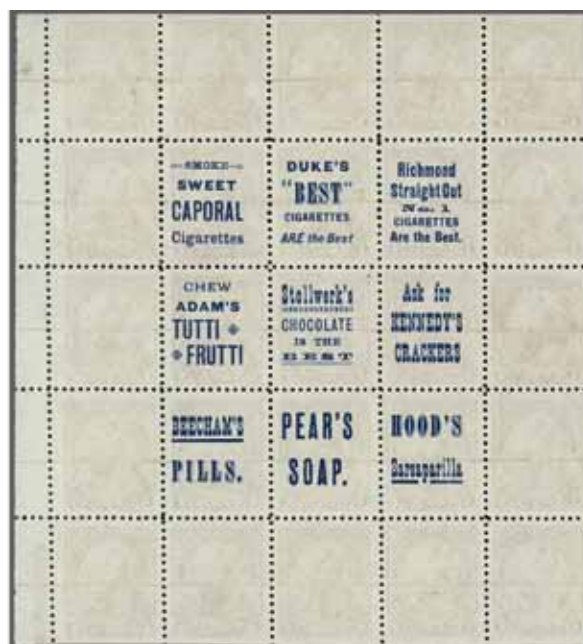 SMOKE
SWEET
CAPORAL
Cigarettes
DUKE'S
"BEST"
CIGARETTES
ARE the Best
Richmond
Straight Cut
No. 1
CIGARETTES
Are the Best.
CHEW
ADAM'S
TUTTI
FRUTTI
Stollwerk's
CHOCOLATE
IS THE
BEST
Ask for
KENNEDY'S
CRACKERS
BEECHAM'S
PILLS.
PEAR'S
SOAP.
HOOD'S
Sarsaparilla